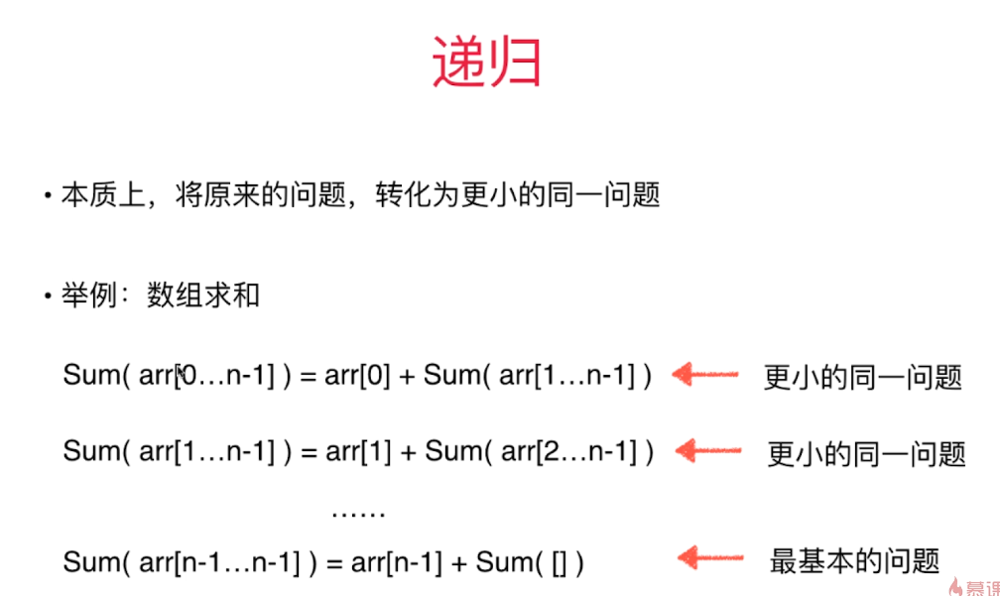 递归
• 本质上，将原来的问题，转化为更小的同一问题
• 举例：数组求和
Sum( arr[0…n-1] ) = arr[0] + Sum( arr[1…n-1] ) 更小的同一问题
Sum( arr[1…n-1] ) = arr[1] + Sum( arr[2…n-1] ) 更小的同一问题
……
Sum( arr[n-1…n-1] ) = arr[n-1] + Sum( [] ) 最基本的问题